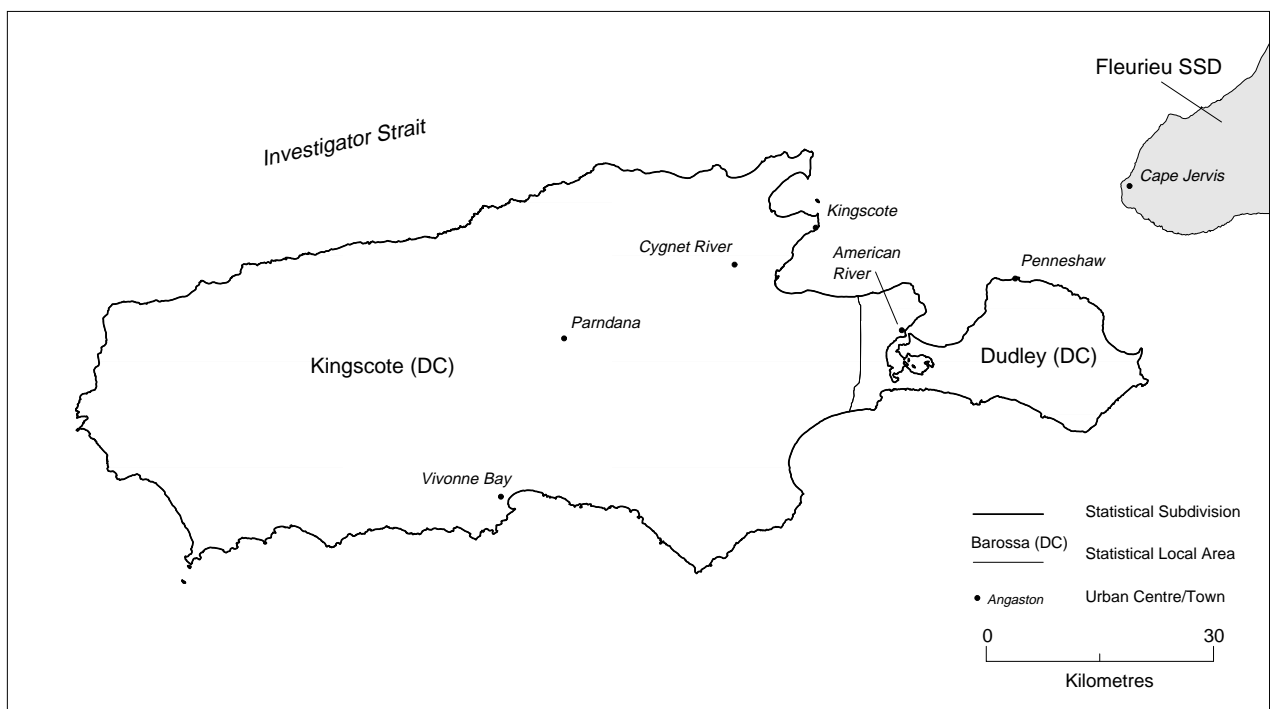 Fleurieu SSD
Investigator Strait
Cape Jervis
Kingscote
Cygnet River
American
River
Penneshaw
Parndana
Kingscote (DC)
Dudley (DC)
Vivonne Bay
Statistical Subdivision
Barossa (DC)
Statistical Local Area
Angaston
Urban Centre/Town
0
30
Kilometres